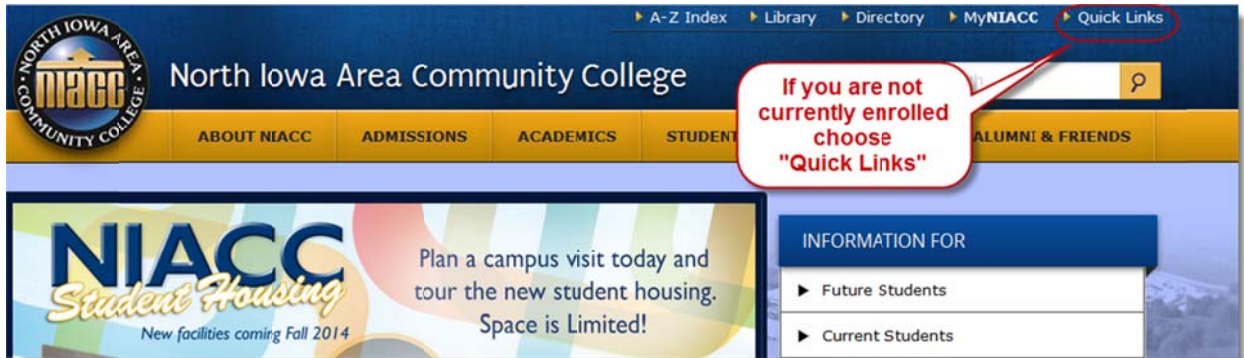 A-Z Index Library Directory MyNIACC Quick Links
NORTH IOWA AREA
NIACC
COMMUNITY COLLEGE
North Iowa Area Community College
If you are not
currently enrolled
choose
"Quick Links"
ABOUT NIACC ADMISSIONS ACADEMICS STUDENT ALUMNI & FRIENDS
NIACC
Student Housing
New facilities coming Fall 2014
Plan a campus visit today and
tour the new student housing.
Space is Limited!
INFORMATION FOR
Future Students
Current Students